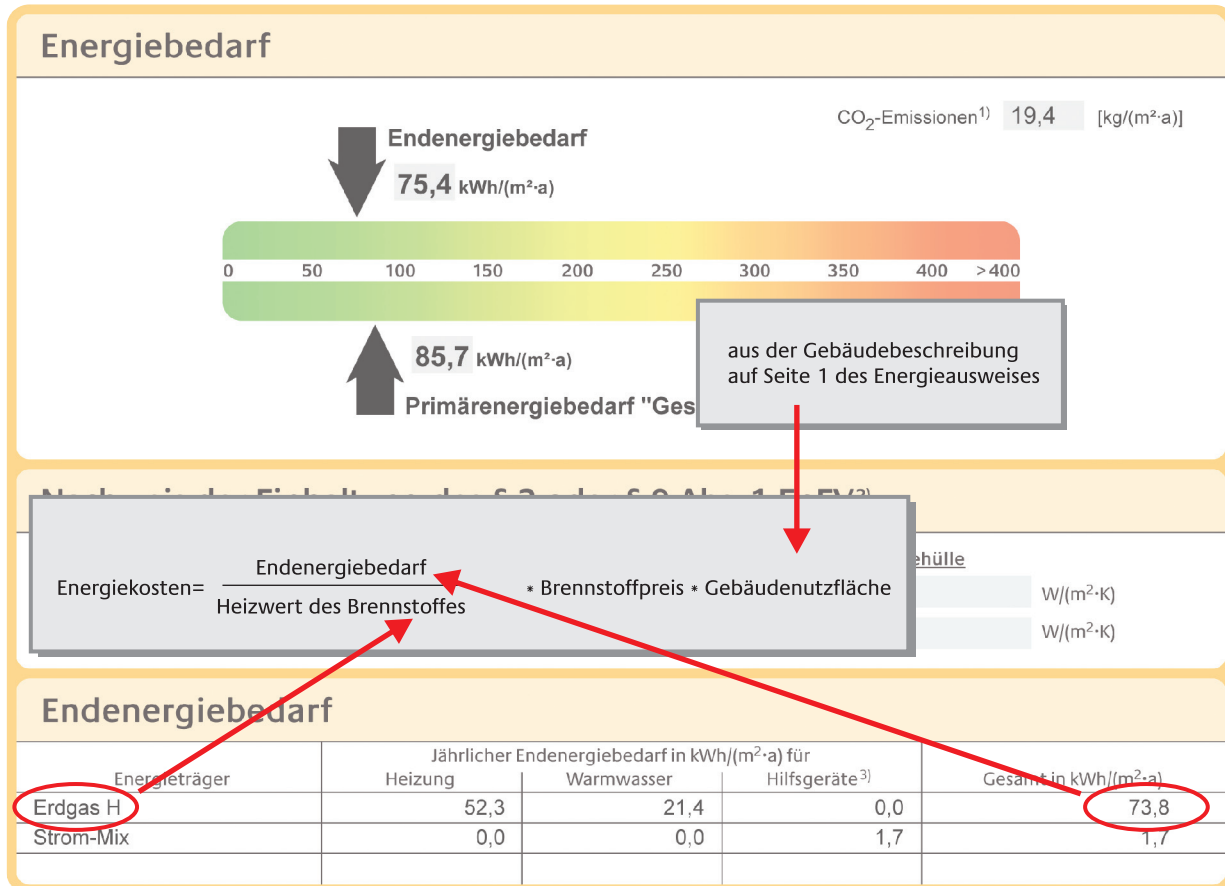 Energiebedarf
CO₂-Emissionen¹⁾ 19,4 [kg/(m²·a)]
Endenergiebedarf
75,4 kWh/(m²·a)
0 50 100 150 200 250 300 350 400 >400
85,7 kWh/(m²·a)
Primärenergiebedarf "Ges
aus der Gebäudebeschreibung
auf Seite 1 des Energieausweises
Energiekosten= Endenergiebedarf
Heizwert des Brennstoffes
* Brennstoffpreis * Gebäudenutzfläche
ehülle
W/(m²·K)
W/(m²·K)
Endenergiebedarf
Jährlicher Endenergiebedarf in kWh/(m²·a) für
Energieträger Heizung Warmwasser Hilfsgeräte³⁾ Gesamt in kWh/(m²·a)
Erdgas H 52,3 21,4 0,0 73,8
Strom-Mix 0,0 0,0 1,7 1,7